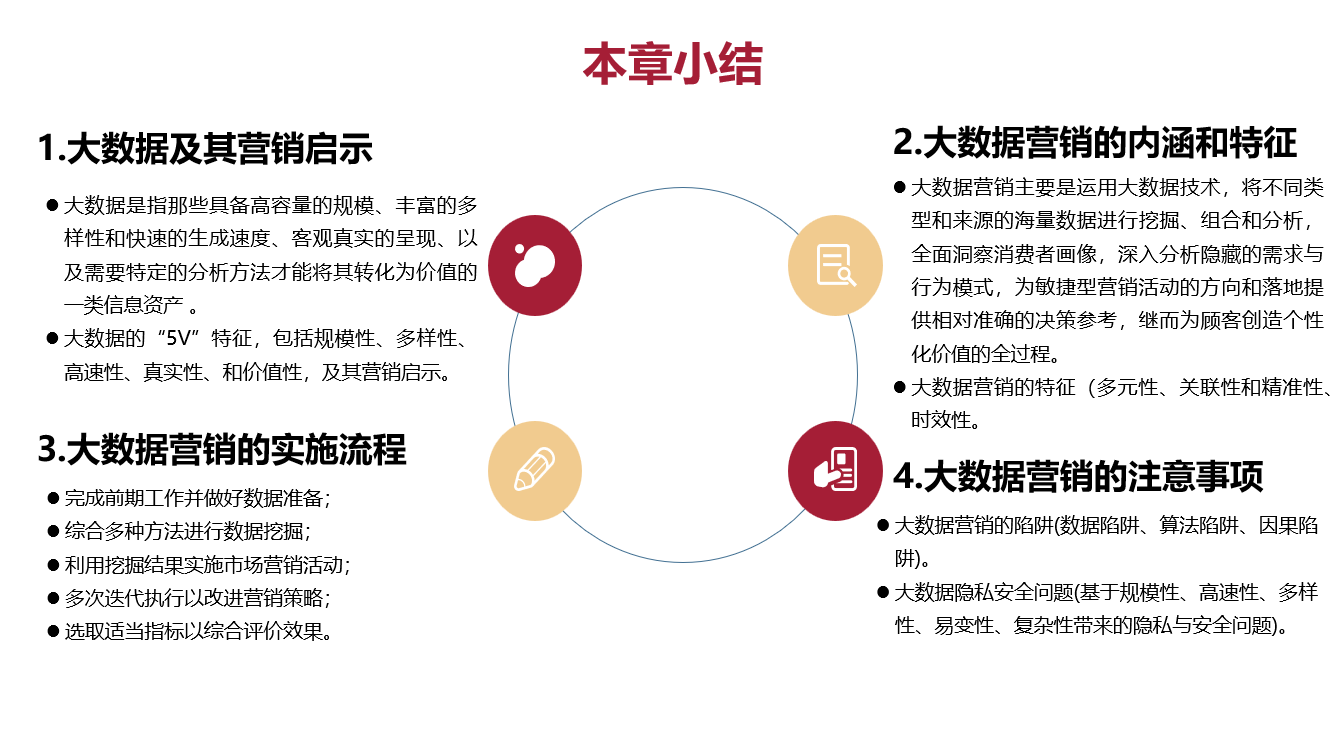 本章小结
1.大数据及其营销启示
●大数据是指那些具备高容量的规模、丰富的多
样性和快速的生成速度、客观真实的呈现、以
及需要特定的分析方法才能将其转化为价值的
一类信息资产 。
●大数据的“5V”特征，包括规模性、多样性、
高速性、真实性、和价值性，及其营销启示。
2.大数据营销的内涵和特征
●大数据营销主要是运用大数据技术，将不同类
型和来源的海量数据进行挖掘、组合和分析，
全面洞察消费者画像，深入分析隐藏的需求与
行为模式，为敏捷型营销活动的方向和落地提
供相对准确的决策参考，继而为顾客创造个性
化价值的全过程。
●大数据营销的特征（多元性、关联性和精准性、
时效性。
3.大数据营销的实施流程
●完成前期工作并做好数据准备；
●综合多种方法进行数据挖掘；
●利用挖掘结果实施市场营销活动；
●多次迭代执行以改进营销策略；
●选取适当指标以综合评价效果。
4.大数据营销的注意事项
●大数据营销的陷阱(数据陷阱、算法陷阱、因果陷
阱)。
●大数据隐私安全问题(基于规模性、高速性、多样
性、易变性、复杂性带来的隐私与安全问题)。